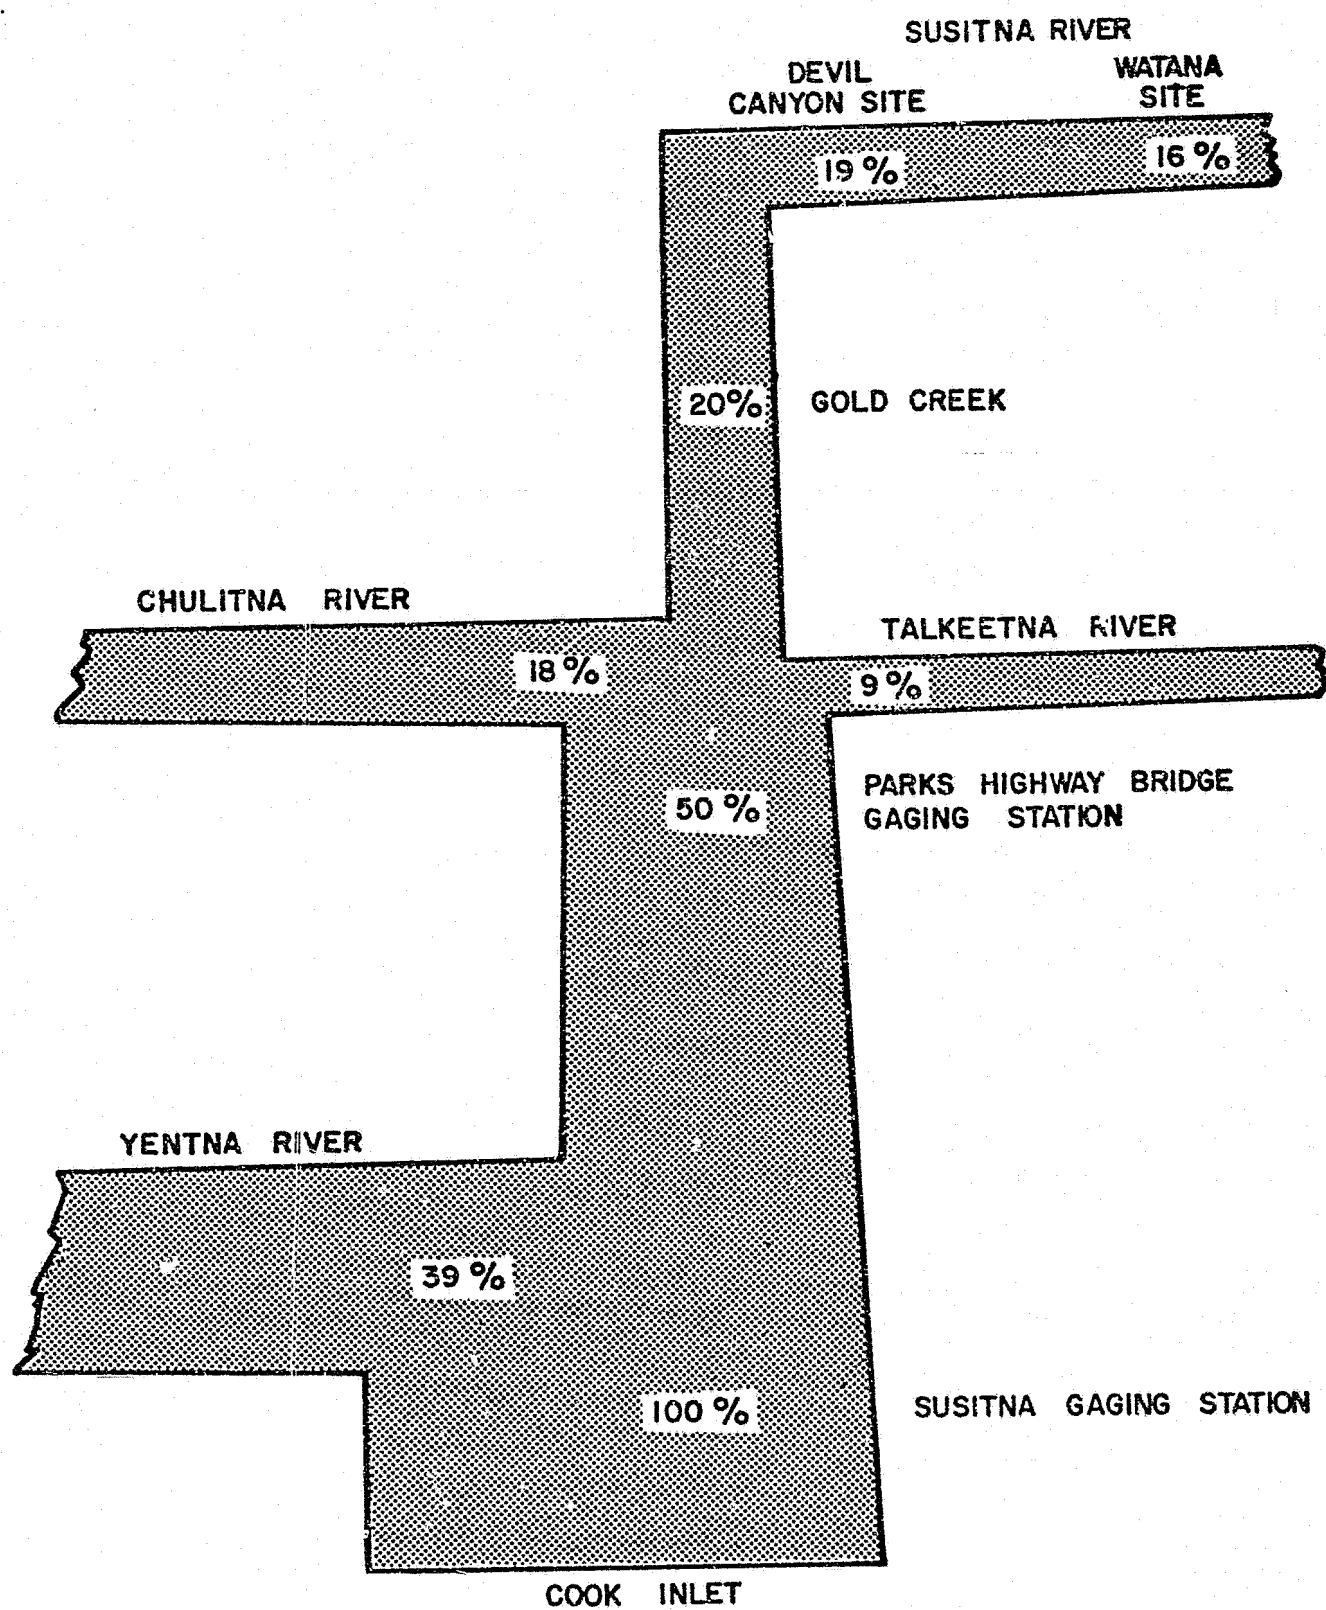 SUSITNA RIVER
DEVIL
CANYON SITE
WATANA
SITE
19%
16%
20%
GOLD CREEK
CHULITNA RIVER
TALKEETNA RIVER
18%
9%
PARKS HIGHWAY BRIDGE
GAGING STATION
50%
YENTNA RIVER
39%
100%
SUSITNA GAGING STATION
COOK INLET